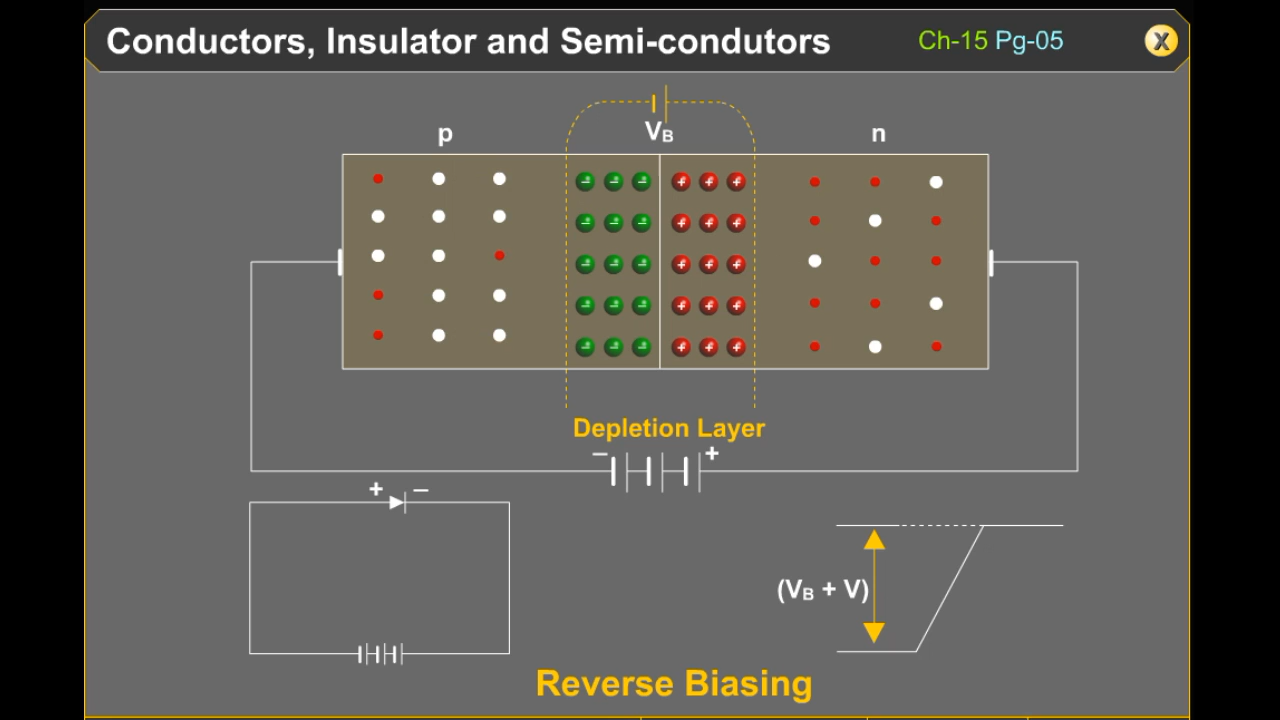 Conductors, Insulator and Semi-condutors
Ch-15 Pg-05
X
p
VB
n
Depletion Layer
– +
+ –
(VB + V)
Reverse Biasing